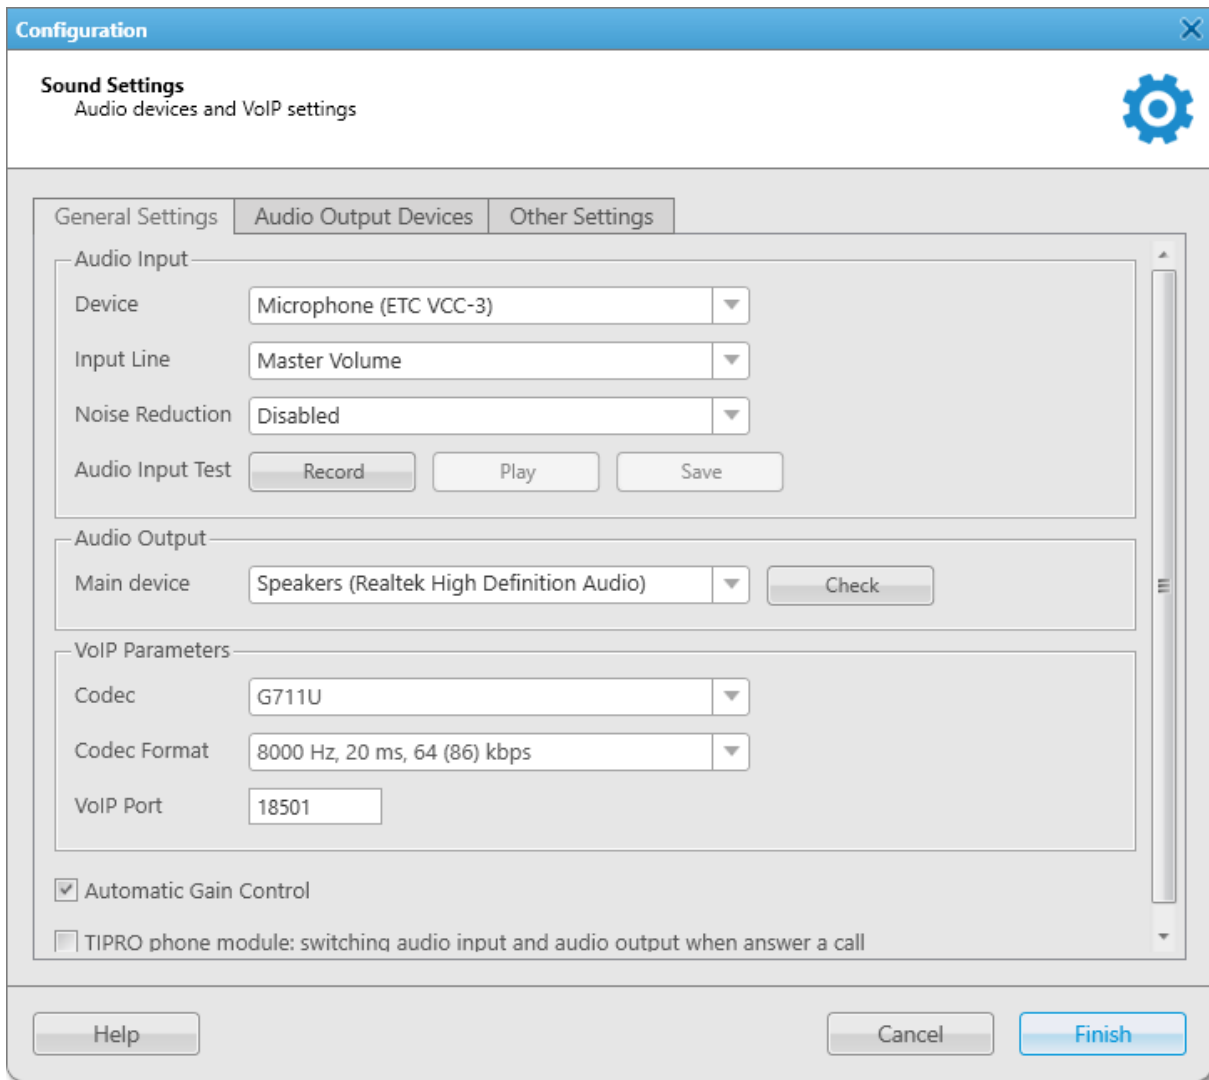 Configuration
Sound Settings
Audio devices and VoIP settings
General Settings
Audio Output Devices
Other Settings
Audio Input
Device
Microphone (ETC VCC-3)
Input Line
Master Volume
Noise Reduction
Disabled
Audio Input Test
Record
Play
Save
Audio Output
Main device
Speakers (Realtek High Definition Audio)
Check
VoIP Parameters
Codec
G711U
Codec Format
8000 Hz, 20 ms, 64 (86) kbps
VoIP Port
18501
Automatic Gain Control
TIPRO phone module: switching audio input and audio output when answer a call
Help
Cancel
Finish